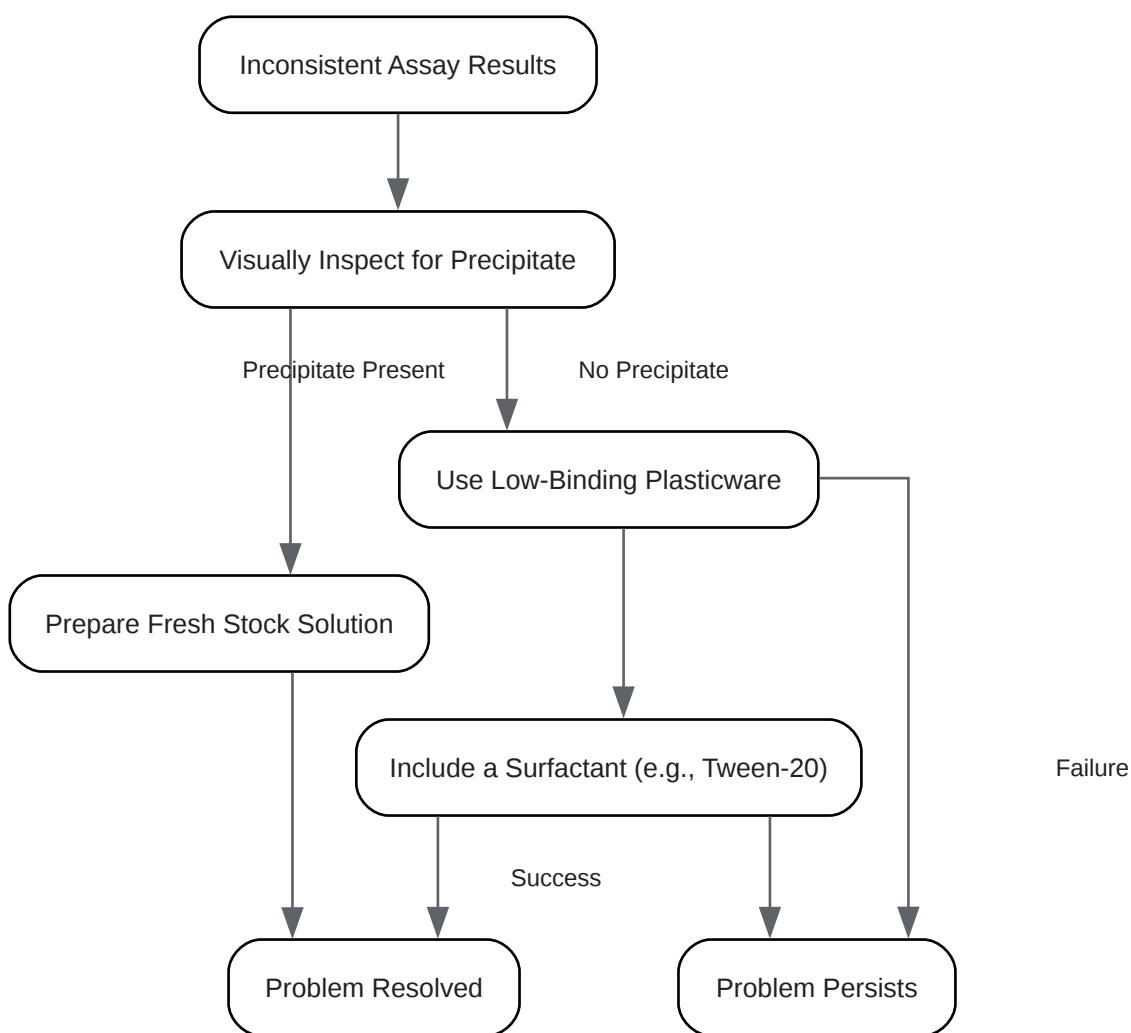 Inconsistent Assay Results
Visually Inspect for Precipitate
Precipitate Present
No Precipitate
Use Low-Binding Plasticware
Prepare Fresh Stock Solution
Include a Surfactant (e.g., Tween-20)
Failure
Success
Problem Resolved
Problem Persists